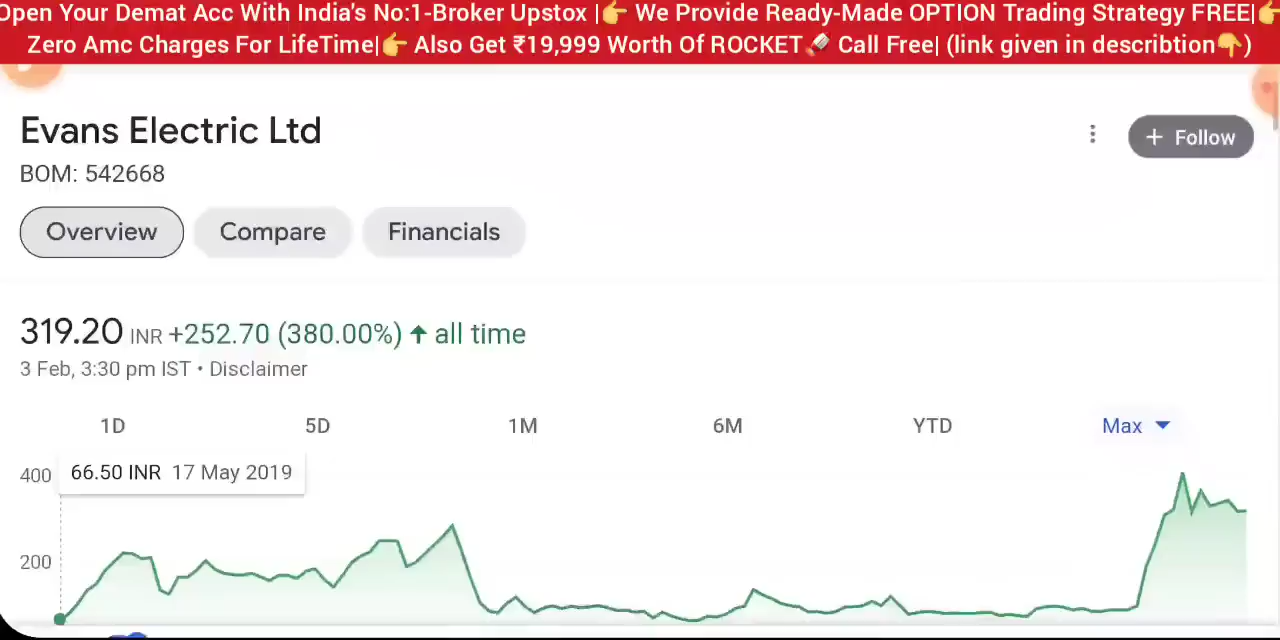 Open Your Demat Acc With India's No:1-Broker Upstox |👉 We Provide Ready-Made OPTION Trading Strategy FREE|👉
Zero Amc Charges For LifeTime|👉 Also Get ₹19,999 Worth Of ROCKET🚀 Call Free| (link given in describtion👇)
Evans Electric Ltd
+ Follow
BOM: 542668
Overview Compare Financials
319.20 INR +252.70 (380.00%) ↑ all time
3 Feb, 3:30 pm IST • Disclaimer
1D 5D 1M 6M YTD Max
400 66.50 INR 17 May 2019
200